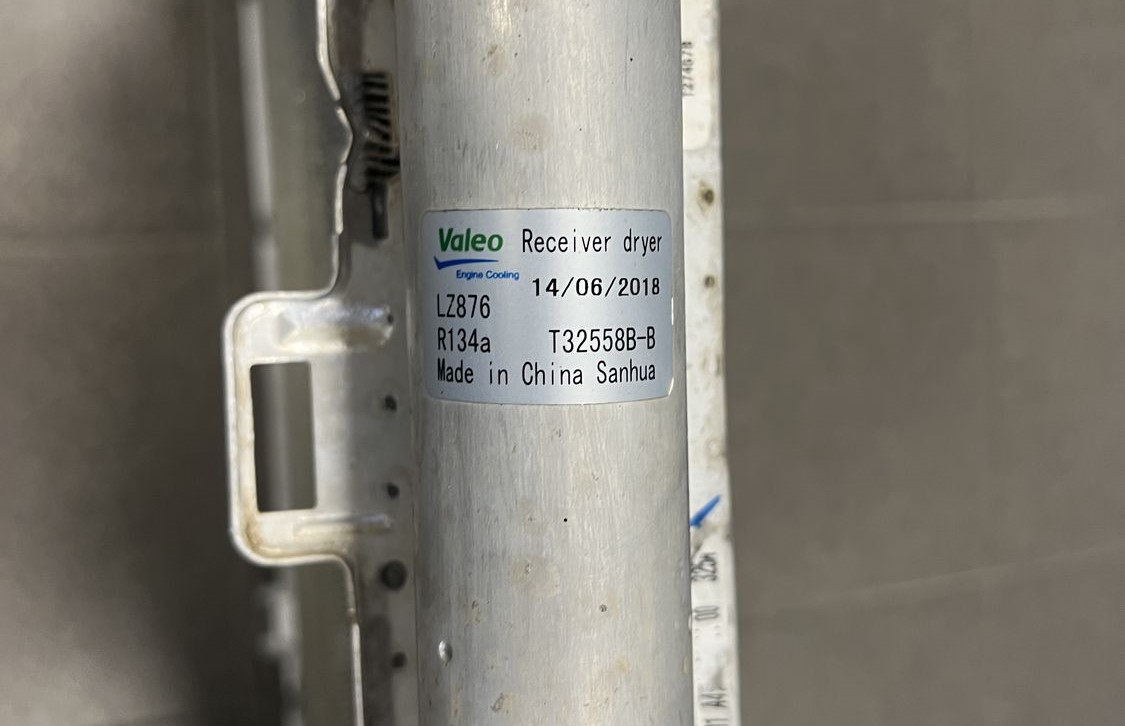 Valeo Receiver dryer
Engine Cooling
14/06/2018
LZ876
R134a T32558B-B
Made in China Sanhua